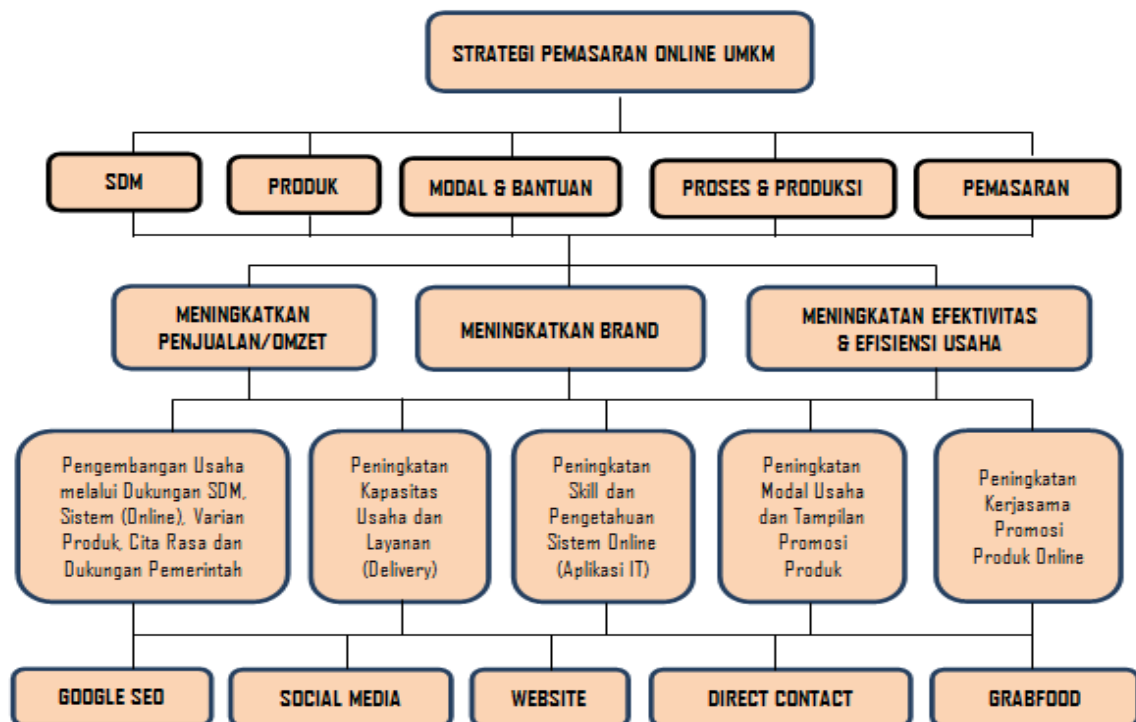 STRATEGI PEMASARAN ONLINE UMKM
SDM
PRODUK
MODAL & BANTUAN
PROSES & PRODUKSI
PEMASARAN
MENINGKATKAN
PENJUALAN/OMZET
MENINGKATKAN BRAND
MENINGKATAN EFEKTIVITAS
& EFISIENSI USAHA
Pengembangan Usaha
melalui Dukungan SDM,
Sistem (Online), Varian
Produk, Cita Rasa dan
Dukungan Pemerintah
Peningkatan
Kapasitas
Usaha dan
Layanan
(Delivery)
Peningkatan
Skill dan
Pengetahuan
Sistem Online
(Aplikasi IT)
Peningkatan
Modal Usaha
dan Tampilan
Promosi
Produk
Peningkatan
Kerjasama
Promosi
Produk Online
GOOGLE SEO
SOCIAL MEDIA
WEBSITE
DIRECT CONTACT
GRABFOOD